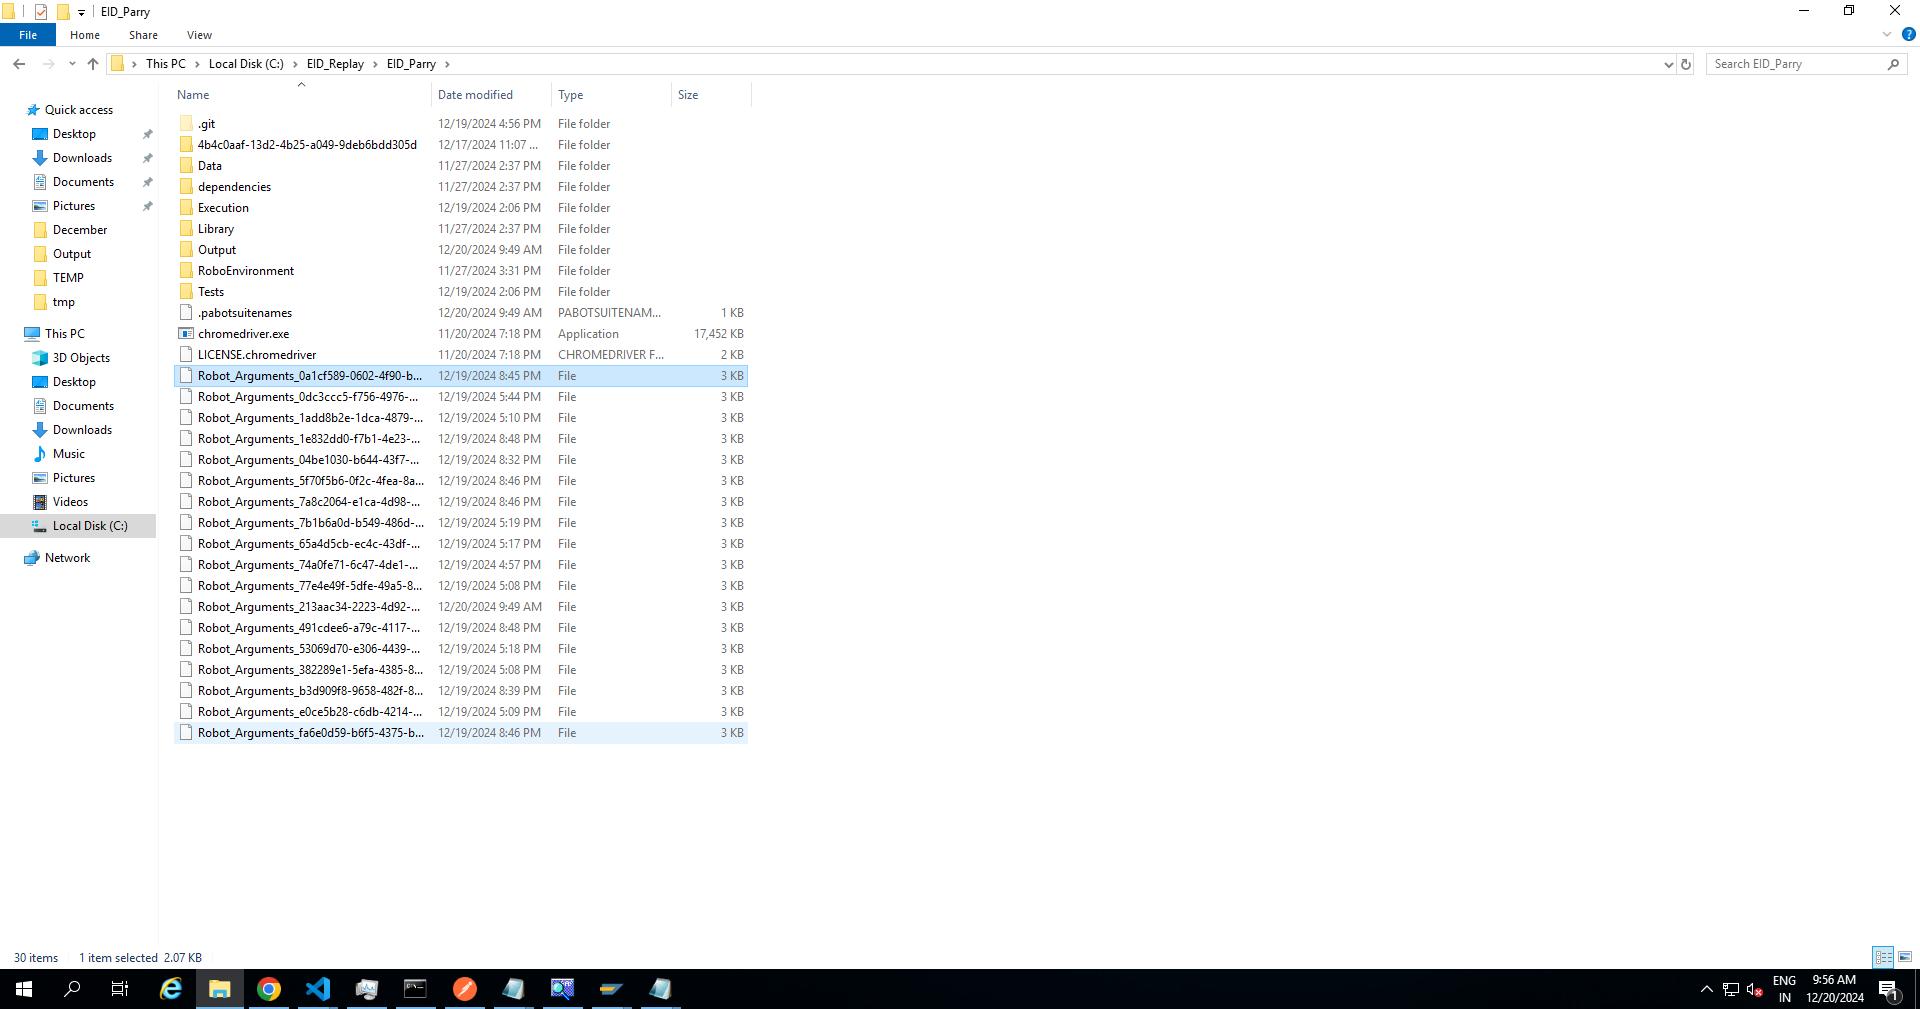 EID_Parry
File Home Share View
This PC Local Disk (C:) EID_Replay EID_Parry
Search EID_Parry
Name Date modified Type Size
Quick access
Desktop
Downloads
Documents
Pictures
December
Output
TEMP
tmp
This PC
3D Objects
Desktop
Documents
Downloads
Music
Pictures
Videos
Local Disk (C:)
Network
.git 12/19/2024 4:56 PM File folder
4b4c0aaf-13d2-4b25-a049-9deb6bdd305d 12/17/2024 11:07 ... File folder
Data 11/27/2024 2:37 PM File folder
dependencies 11/27/2024 2:37 PM File folder
Execution 12/19/2024 2:06 PM File folder
Library 11/27/2024 2:37 PM File folder
Output 12/20/2024 9:49 AM File folder
RoboEnvironment 11/27/2024 3:31 PM File folder
Tests 12/19/2024 2:06 PM File folder
.pabotsuitenames 12/20/2024 9:49 AM PABOTSUITENAM... 1 KB
chromedriver.exe 11/20/2024 7:18 PM Application 17,452 KB
LICENSE.chromedriver 11/20/2024 7:18 PM CHROMEDRIVER F... 2 KB
Robot_Arguments_0a1cf589-0602-4f90-b... 12/19/2024 8:45 PM File 3 KB
Robot_Arguments_0dc3ccc5-f756-4976-... 12/19/2024 5:44 PM File 3 KB
Robot_Arguments_1add8b2e-1dca-4879-... 12/19/2024 5:10 PM File 3 KB
Robot_Arguments_1e832dd0-f7b1-4e23-... 12/19/2024 8:48 PM File 3 KB
Robot_Arguments_04be1030-b644-43f7-... 12/19/2024 8:32 PM File 3 KB
Robot_Arguments_5f70f5b6-0f2c-4fea-8a... 12/19/2024 8:46 PM File 3 KB
Robot_Arguments_7a8c2064-e1ca-4d98-... 12/19/2024 8:46 PM File 3 KB
Robot_Arguments_7b1b6a0d-b549-486d-... 12/19/2024 5:19 PM File 3 KB
Robot_Arguments_65a4d5cb-ec4c-43df-... 12/19/2024 5:17 PM File 3 KB
Robot_Arguments_74a0fe71-6c47-4de1-... 12/19/2024 4:57 PM File 3 KB
Robot_Arguments_77e4e49f-5dfe-49a5-8... 12/19/2024 5:08 PM File 3 KB
Robot_Arguments_213aac34-2223-4d92-... 12/20/2024 9:49 AM File 3 KB
Robot_Arguments_491cdee6-a79c-4117-... 12/19/2024 8:48 PM File 3 KB
Robot_Arguments_53069d70-e306-4439-... 12/19/2024 5:18 PM File 3 KB
Robot_Arguments_382289e1-5efa-4385-8... 12/19/2024 5:08 PM File 3 KB
Robot_Arguments_b3d909f8-9658-482f-8... 12/19/2024 8:39 PM File 3 KB
Robot_Arguments_e0ce5b28-c6db-4214-... 12/19/2024 5:09 PM File 3 KB
Robot_Arguments_fa6e0d59-b6f5-4375-b... 12/19/2024 8:46 PM File 3 KB
30 items 1 item selected 2.07 KB
ENG 9:56 AM
IN 12/20/2024
1